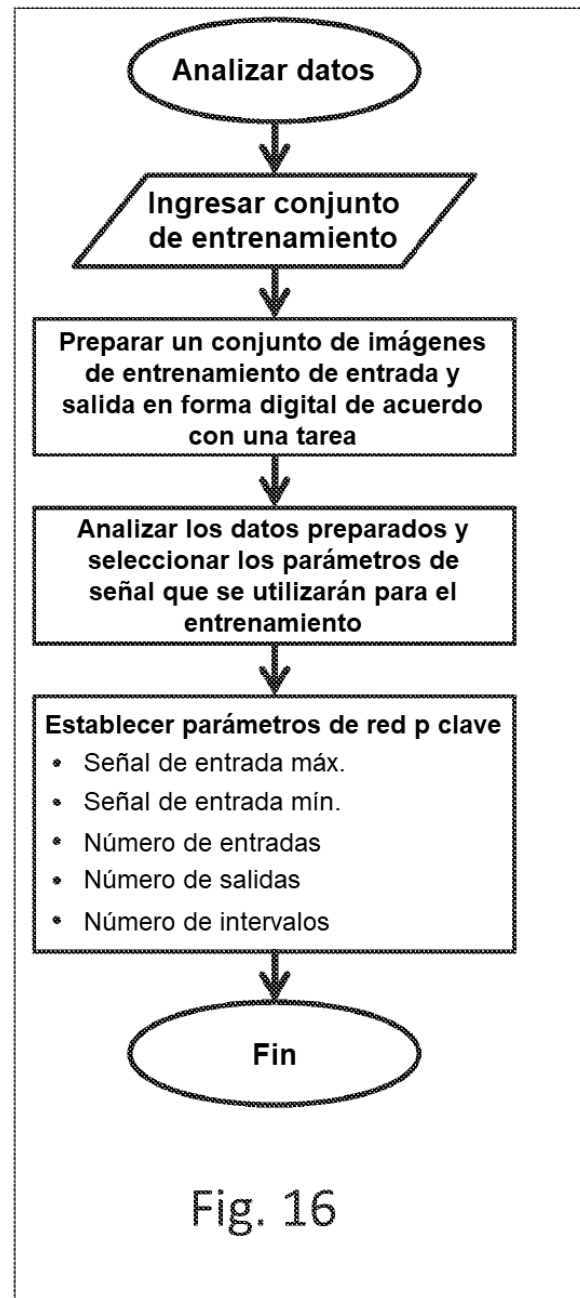 Analizar datos
Ingresar conjunto
de entrenamiento
Preparar un conjunto de imágenes
de entrenamiento de entrada y
salida en forma digital de acuerdo
con una tarea
Analizar los datos preparados y
seleccionar los parámetros de
señal que se utilizarán para el
entrenamiento
Establecer parámetros de red p clave
• Señal de entrada máx.
• Señal de entrada mín.
• Número de entradas
• Número de salidas
• Número de intervalos
Fin
Fig. 16